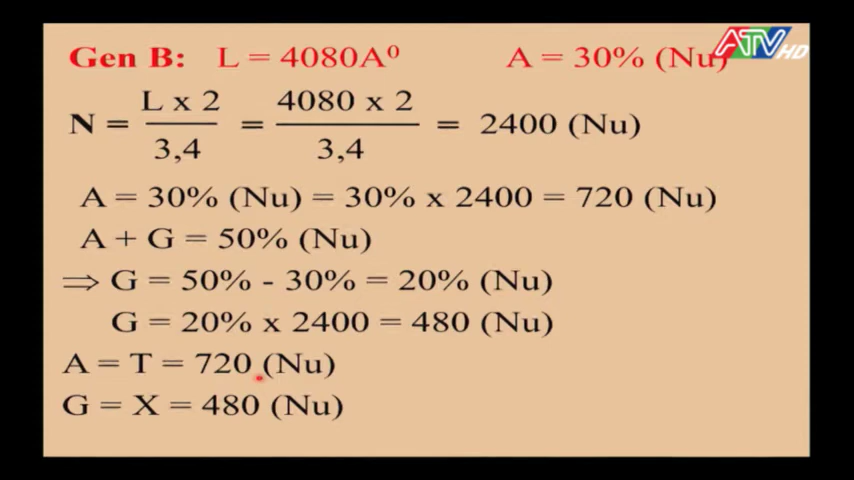 Gen B: L = 4080A⁰ A = 30% (Nu)
ATV HD
N = L x 2 / 3,4 = 4080 x 2 / 3,4 = 2400 (Nu)
A = 30% (Nu) = 30% x 2400 = 720 (Nu)
A + G = 50% (Nu)
⇒ G = 50% - 30% = 20% (Nu)
G = 20% x 2400 = 480 (Nu)
A = T = 720 (Nu)
G = X = 480 (Nu)